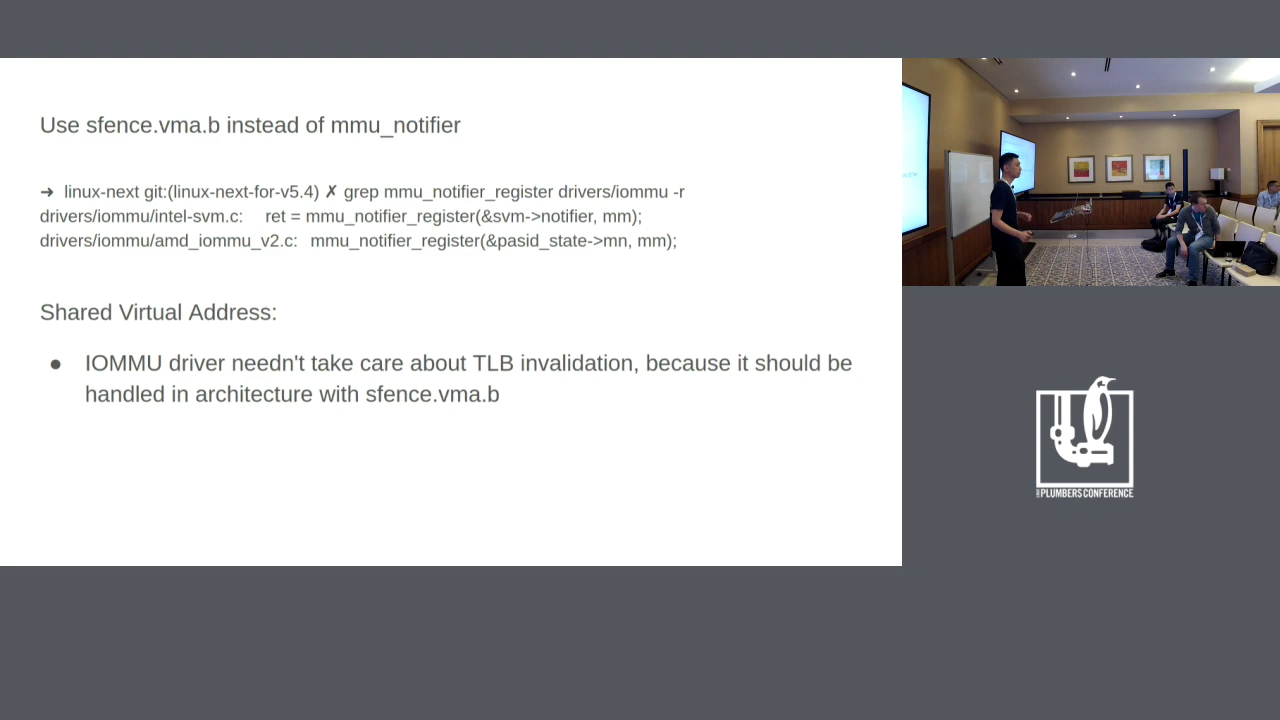 Use sfence.vma.b instead of mmu_notifier
➜ linux-next git:(linux-next-for-v5.4) ✗ grep mmu_notifier_register drivers/iommu -r
drivers/iommu/intel-svm.c: ret = mmu_notifier_register(&svm->notifier, mm);
drivers/iommu/amd_iommu_v2.c: mmu_notifier_register(&pasid_state->mn, mm);
Shared Virtual Address:
● IOMMU driver needn't take care about TLB invalidation, because it should be
handled in architecture with sfence.vma.b
PLUMBERS CONFERENCE